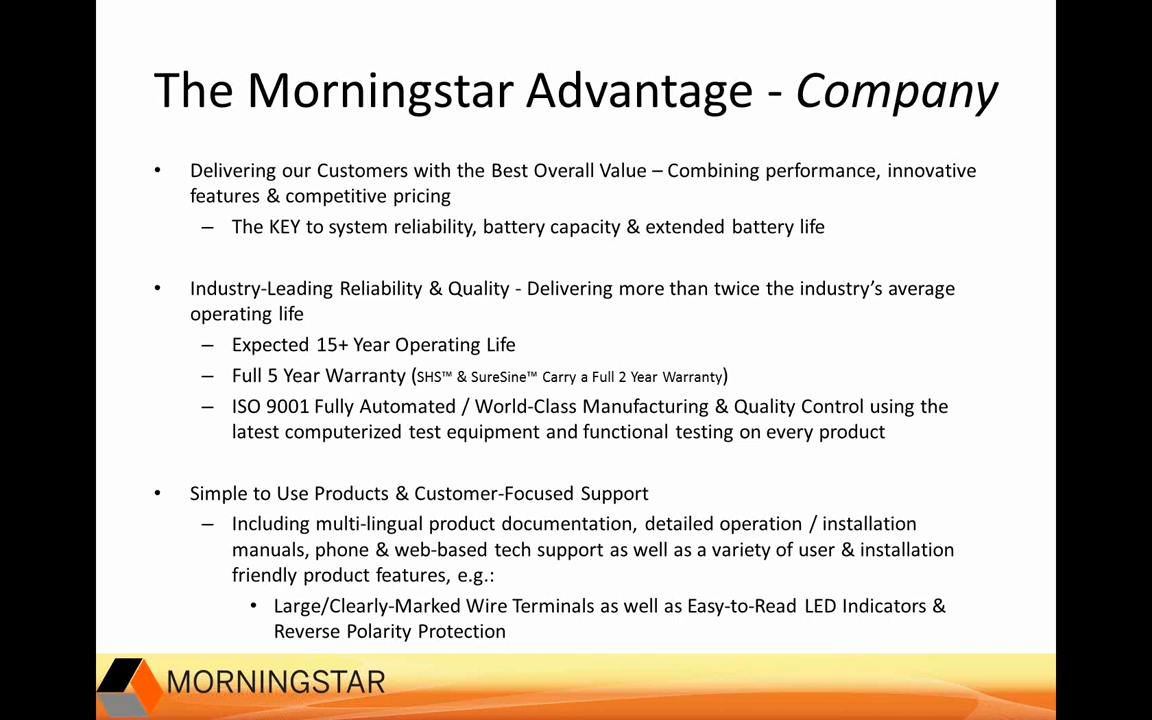 The Morningstar Advantage - Company
• Delivering our Customers with the Best Overall Value – Combining performance, innovative
features & competitive pricing
– The KEY to system reliability, battery capacity & extended battery life
• Industry-Leading Reliability & Quality - Delivering more than twice the industry's average
operating life
– Expected 15+ Year Operating Life
– Full 5 Year Warranty (SHS™ & SureSine™ Carry a Full 2 Year Warranty)
– ISO 9001 Fully Automated / World-Class Manufacturing & Quality Control using the
latest computerized test equipment and functional testing on every product
• Simple to Use Products & Customer-Focused Support
– Including multi-lingual product documentation, detailed operation / installation
manuals, phone & web-based tech support as well as a variety of user & installation
friendly product features, e.g.:
• Large/Clearly-Marked Wire Terminals as well as Easy-to-Read LED Indicators &
Reverse Polarity Protection
MORNINGSTAR